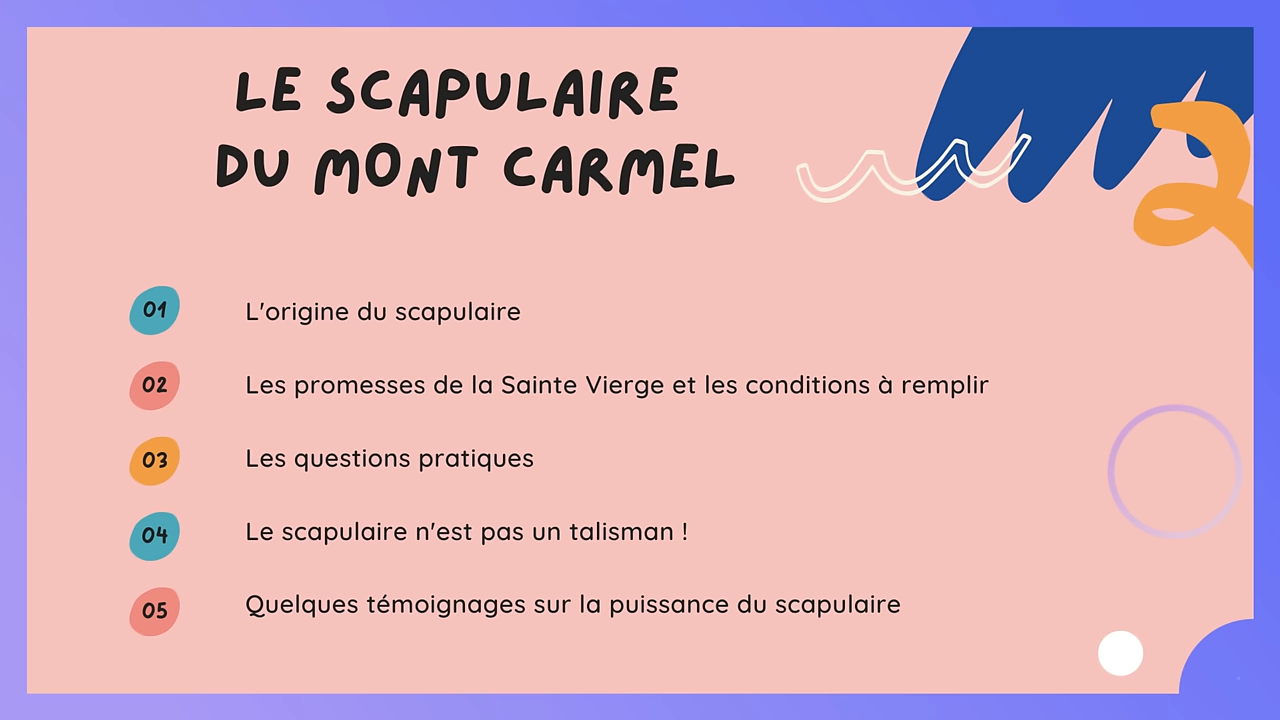 LE SCAPULAIRE
DU MONT CARMEL
01 L'origine du scapulaire
02 Les promesses de la Sainte Vierge et les conditions à remplir
03 Les questions pratiques
04 Le scapulaire n'est pas un talisman !
05 Quelques témoignages sur la puissance du scapulaire